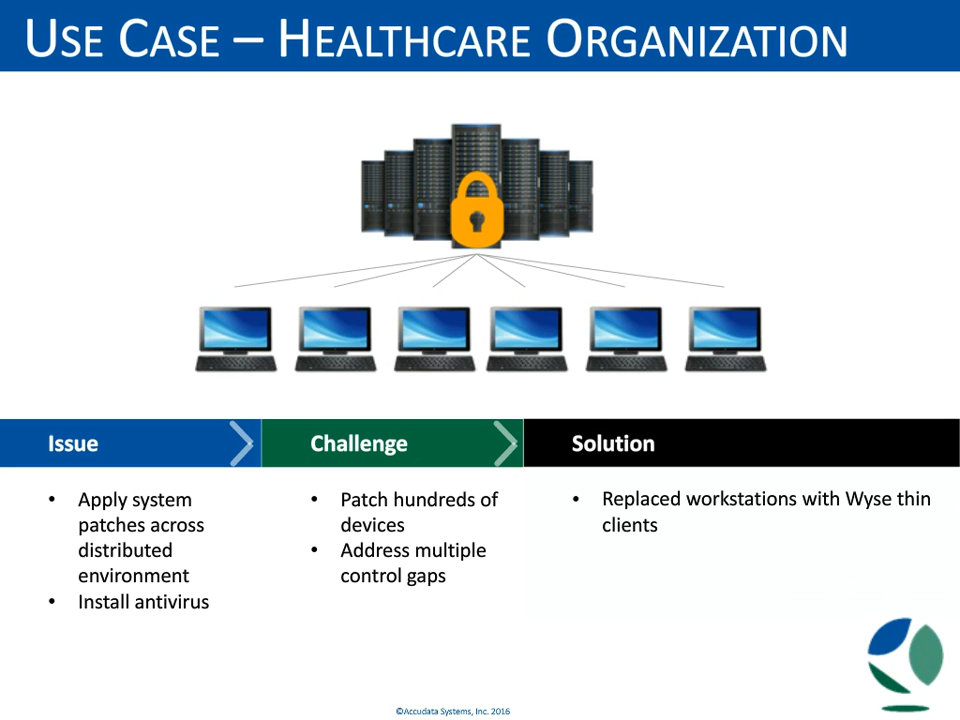 USE CASE – HEALTHCARE ORGANIZATION
Issue
Challenge
Solution
• Apply system
patches across
distributed
environment
• Install antivirus
• Patch hundreds of
devices
• Address multiple
control gaps
• Replaced workstations with Wyse thin
clients
©Accudata Systems, Inc. 2016